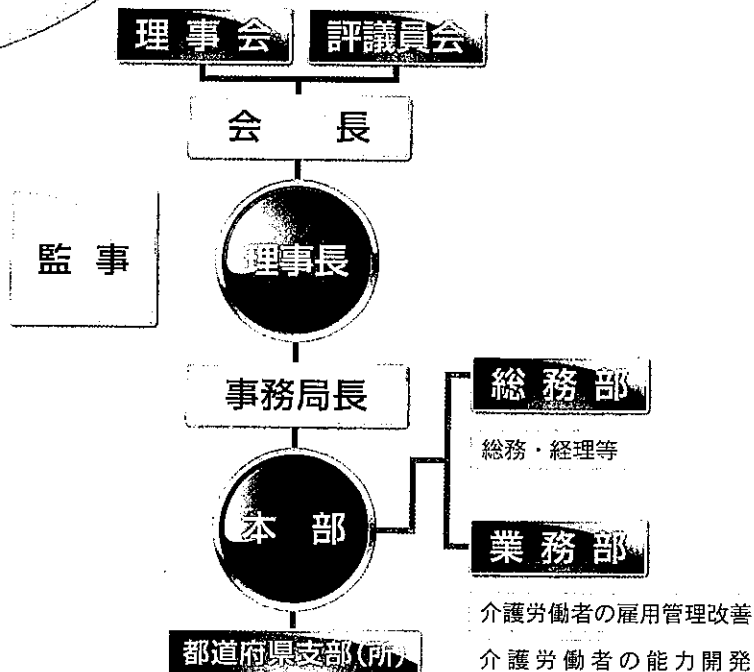 理事会 評議員会
会長
監事
理事長
事務局長
総務部
総務・経理等
本部
業務部
介護労働者の雇用管理改善
介護労働者の能力開発
都道府県支部(所)